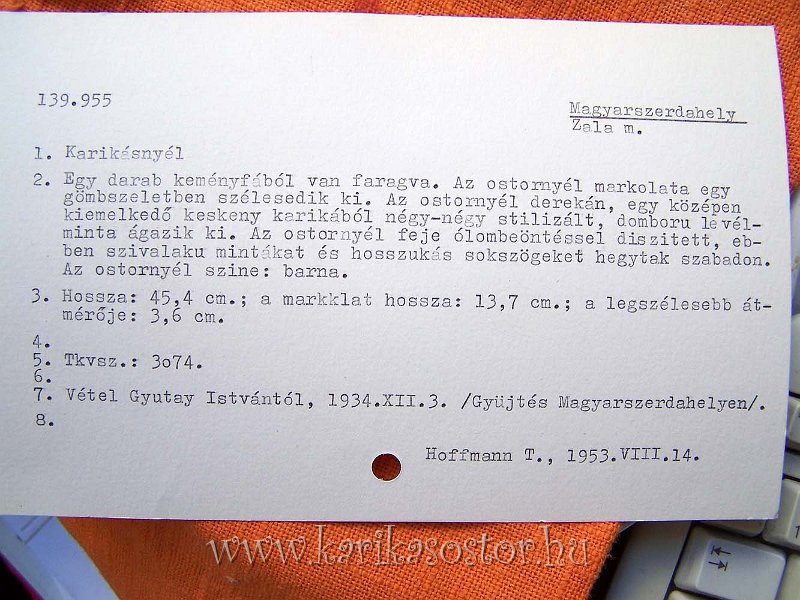 139.955
Magyarszerdahely
Zala m.
1. Karikásnyél
2. Egy darab keményfából van faragva. Az ostornyél markolata egy
gömbszeletben szélesedik ki. Az ostornyél derekán, egy középen
kiemelkedő keskeny karikából négy-négy stilizált, domboru levél-
minta ágazik ki. Az ostornyél feje ólombeöntéssel diszitett, eb-
ben szivalaku mintákat és hosszukás sokszögeket hegytak szabadon.
Az ostornyél szine: barna.
3. Hossza: 45,4 cm.; a markklat hossza: 13,7 cm.; a legszélesebb át-
mérője: 3,6 cm.
4.
5. Tkvsz.: 3o74.
6.
7. Vétel Gyutay Istvántól, 1934.XII.3. /Gyüjtés Magyarszerdahelyen/.
8.
Hoffmann T., 1953.VIII.14.
www.karikasostor.hu